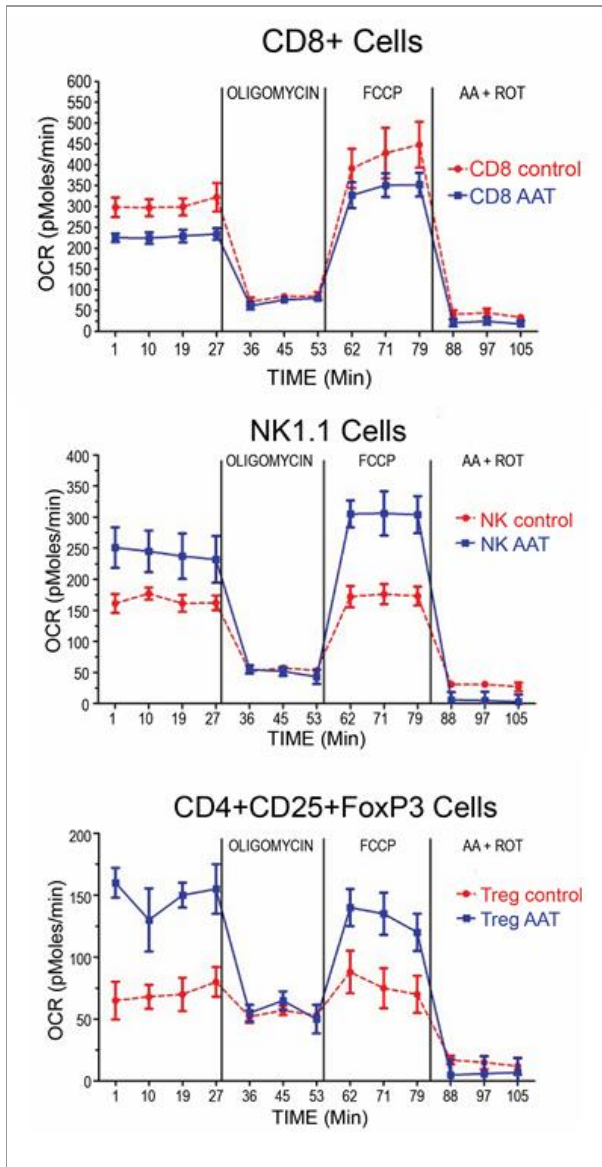 CD8+ Cells
OLIGOMYCIN FCCP AA + ROT
600
550
500
450
400
350
300
250
200
150
100
50
0
OCR (pMoles/min)
CD8 control
CD8 AAT
1 10 19 27 36 45 53 62 71 79 88 97 105
TIME (Min)
NK1.1 Cells
OLIGOMYCIN FCCP AA + ROT
400
350
300
250
200
150
100
50
0
OCR (pMoles/min)
NK control
NK AAT
1 10 19 27 36 45 53 62 71 79 88 97 105
TIME (Min)
CD4+CD25+FoxP3 Cells
OLIGOMYCIN FCCP AA + ROT
200
150
100
50
0
OCR (pMoles/min)
Treg control
Treg AAT
1 10 19 27 36 45 53 62 71 79 88 97 105
TIME (Min)